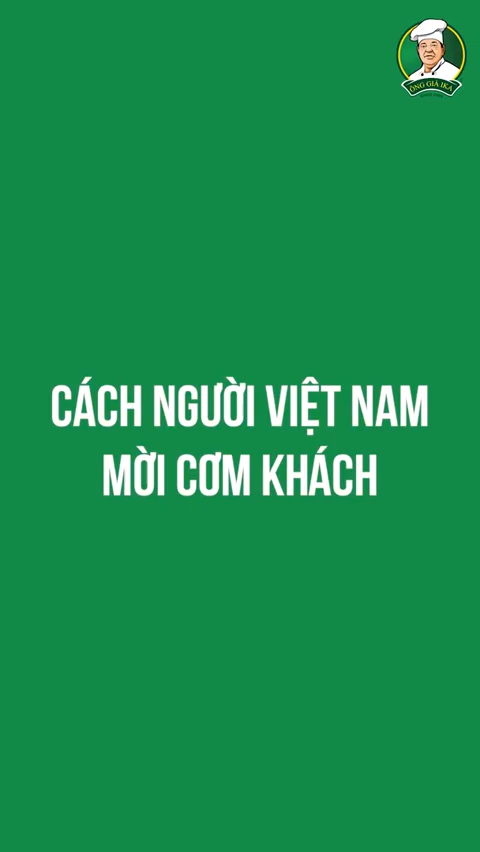 ÔNG GIÀ IKA
CÁCH NGƯỜI VIỆT NAM
MỜI CƠM KHÁCH